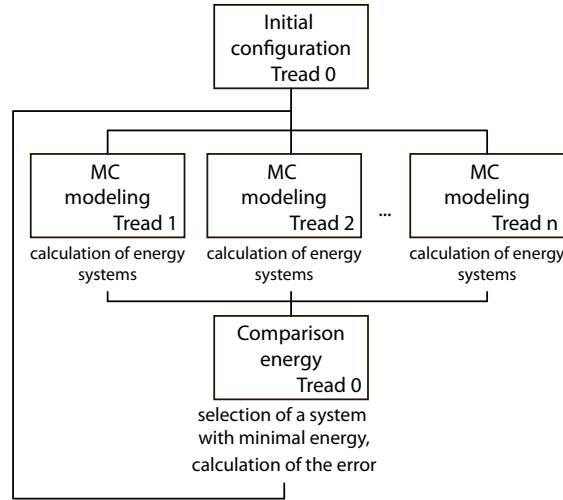 Initial
configuration
Tread 0
MC
modeling
Tread 1
calculation of energy
systems
MC
modeling
Tread 2
calculation of energy
systems
...
MC
modeling
Tread n
calculation of energy
systems
Comparison
energy
Tread 0
selection of a system
with minimal energy,
calculation of the error